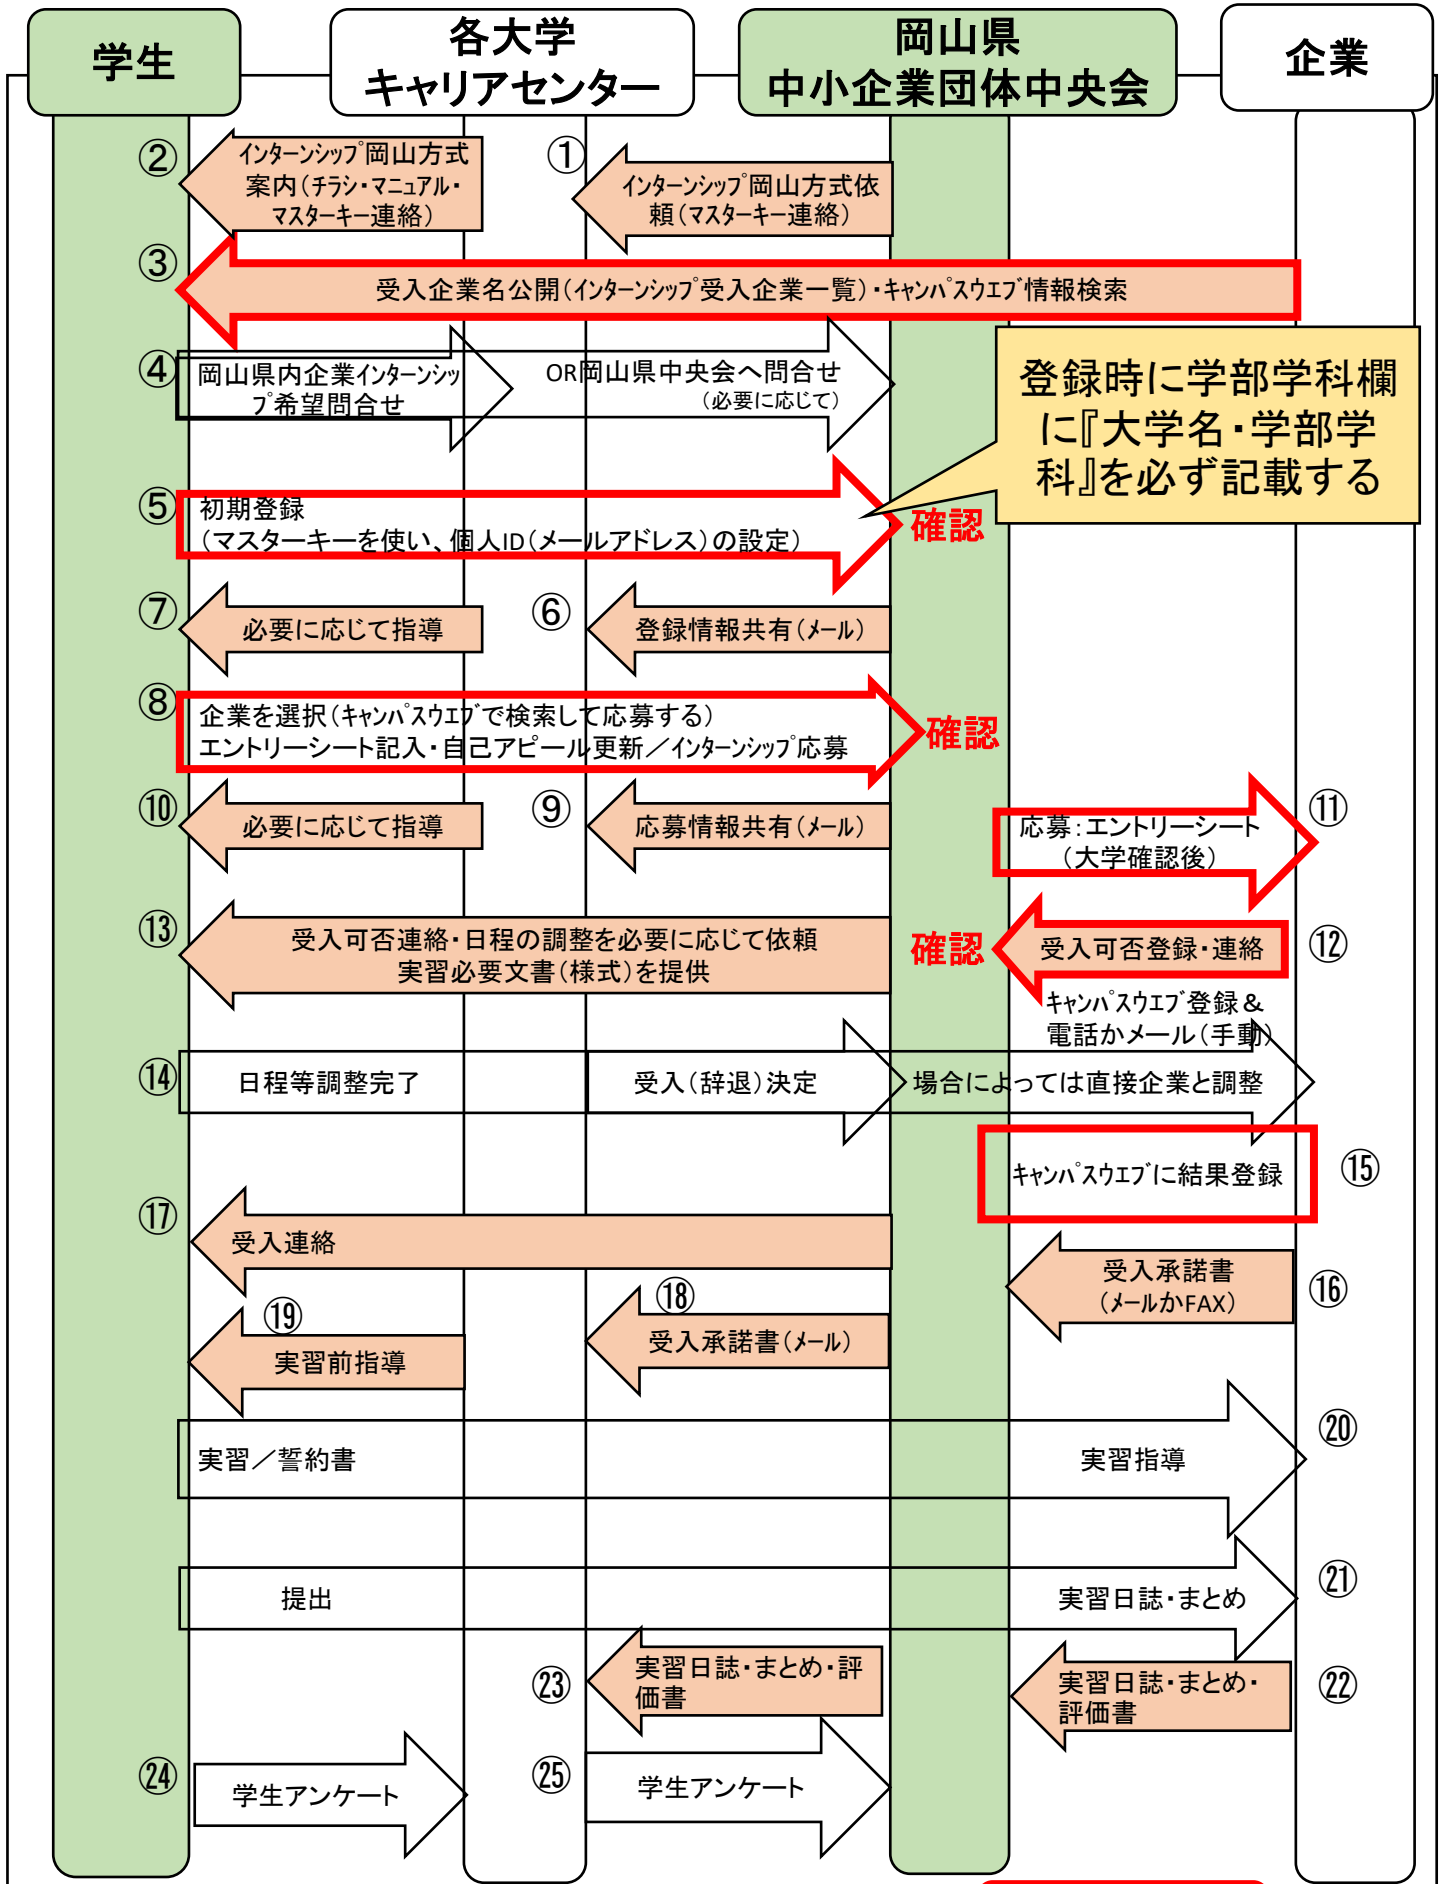 学生
各大学
キャリアセンター
岡山県
中小企業団体中央会
企業
②
インターンシップ岡山方式
案内(チラシ・マニュアル・
マスターキー連絡)
①
インターンシップ岡山方式依
頼(マスターキー連絡)
③
受入企業名公開(インターンシップ受入企業一覧)・キャンパスウエブ情報検索
④
岡山県内企業インターンシッ
プ希望問合せ
OR岡山県中央会へ問合せ
(必要に応じて)
登録時に学部学科欄
に『大学名・学部学
科』を必ず記載する
⑤
初期登録
(マスターキーを使い、個人ID(メールアドレス)の設定)
確認
⑦
必要に応じて指導
⑥
登録情報共有(メール)
⑧
企業を選択(キャンパスウエブで検索して応募する)
エントリーシート記入・自己アピール更新/インターンシップ応募
確認
⑩
必要に応じて指導
⑨
応募情報共有(メール)
応募:エントリーシート
(大学確認後)
⑪
⑬
受入可否連絡・日程の調整を必要に応じて依頼
実習必要文書(様式)を提供
確認
受入可否登録・連絡
⑫
キャンパスウエブ登録&
電話かメール(手動)
⑭
日程等調整完了
受入(辞退)決定
場合によっては直接企業と調整
キャンパスウエブに結果登録
⑮
⑰
受入連絡
受入承諾書
(メールかFAX)
⑯
⑱
受入承諾書(メール)
⑲
実習前指導
実習/誓約書
実習指導
⑳
提出
実習日誌・まとめ
㉑
㉓
実習日誌・まとめ・評
価書
実習日誌・まとめ・
評価書
㉒
㉔
学生アンケート
㉕
学生アンケート